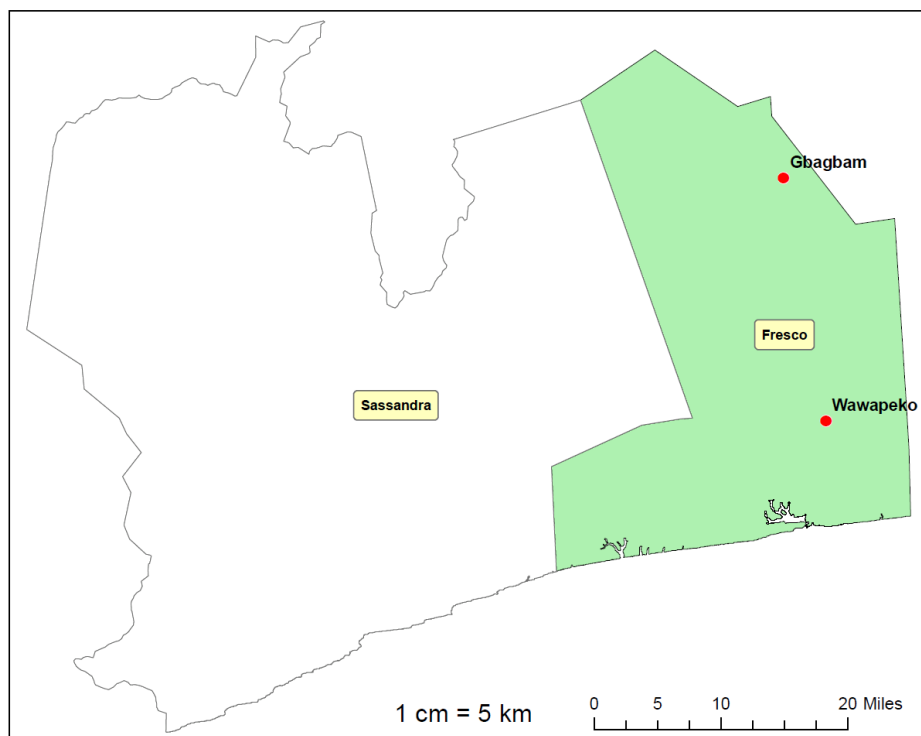 Gbagbam
Fresco
Sassandra
Wawapeko
1 cm = 5 km
0 5 10 20 Miles